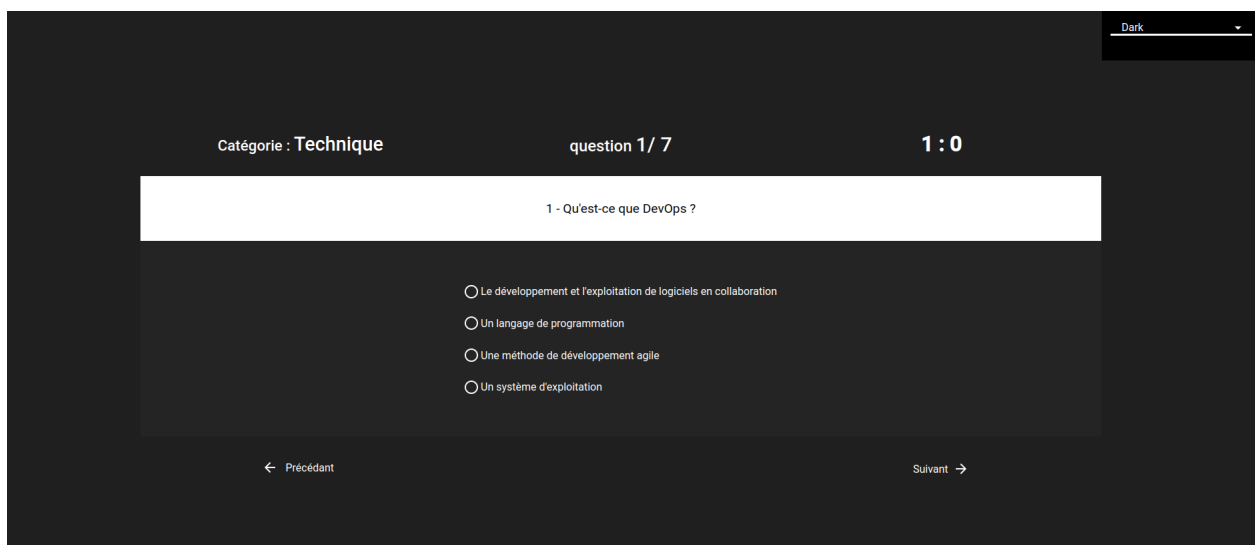 Dark
Catégorie : Technique question 1/ 7 1 : 0
1 - Qu'est-ce que DevOps ?
Le développement et l'exploitation de logiciels en collaboration
Un langage de programmation
Une méthode de développement agile
Un système d'exploitation
Précédant Suivant